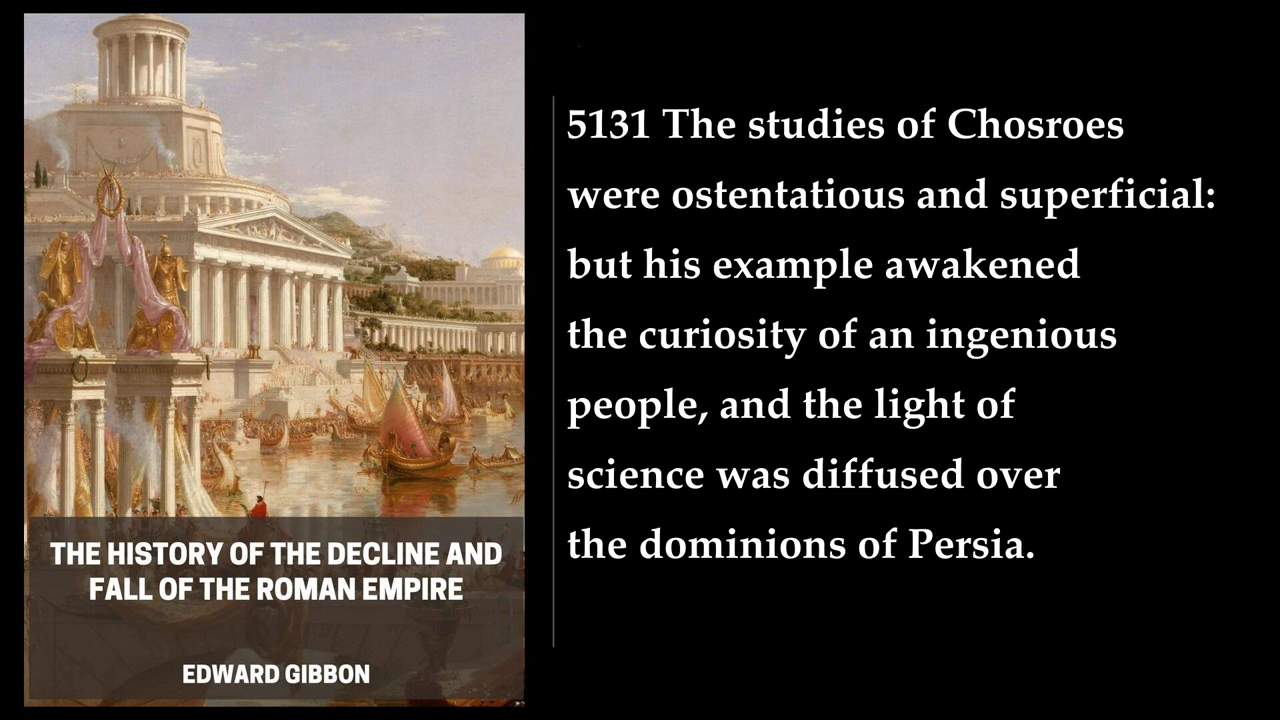 THE HISTORY OF THE DECLINE AND
FALL OF THE ROMAN EMPIRE
EDWARD GIBBON
5131 The studies of Chosroes
were ostentatious and superficial:
but his example awakened
the curiosity of an ingenious
people, and the light of
science was diffused over
the dominions of Persia.